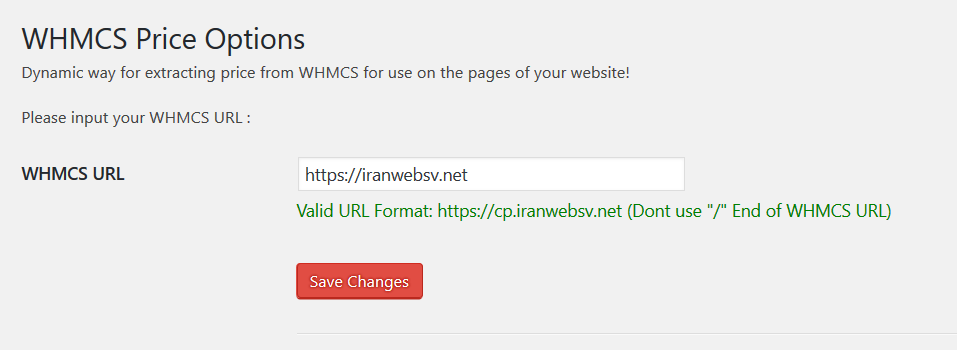 WHMCS Price Options
Dynamic way for extracting price from WHMCS for use on the pages of your website!
Please input your WHMCS URL :
WHMCS URL
https://iranwebsv.net
Valid URL Format: https://cp.iranwebsv.net (Dont use "/" End of WHMCS URL)
Save Changes